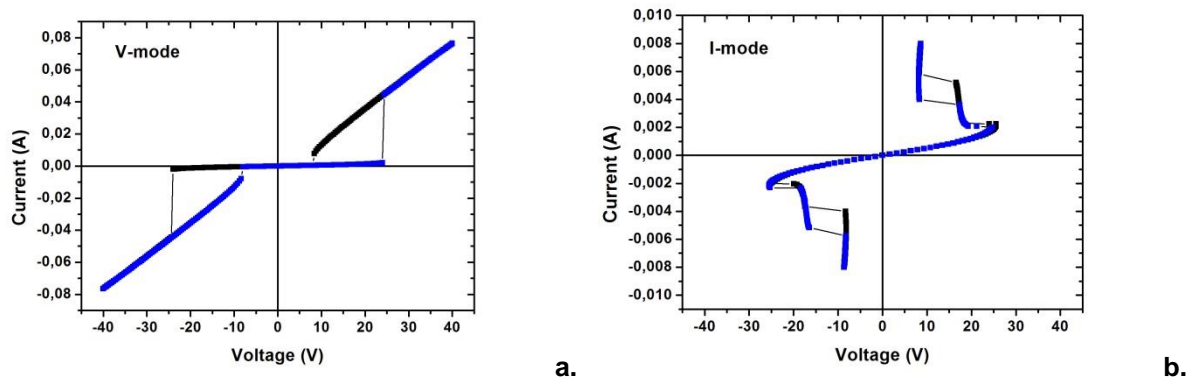 V-mode
0,08
0,06
0,04
0,02
0,00
-0,02
-0,04
-0,06
-0,08
Current (A)
-40 -30 -20 -10 0 10 20 30 40
Voltage (V)
a.
I-mode
0,010
0,008
0,006
0,004
0,002
0,000
-0,002
-0,004
-0,006
-0,008
-0,010
Current (A)
-40 -30 -20 -10 0 10 20 30 40
Voltage (V)
b.